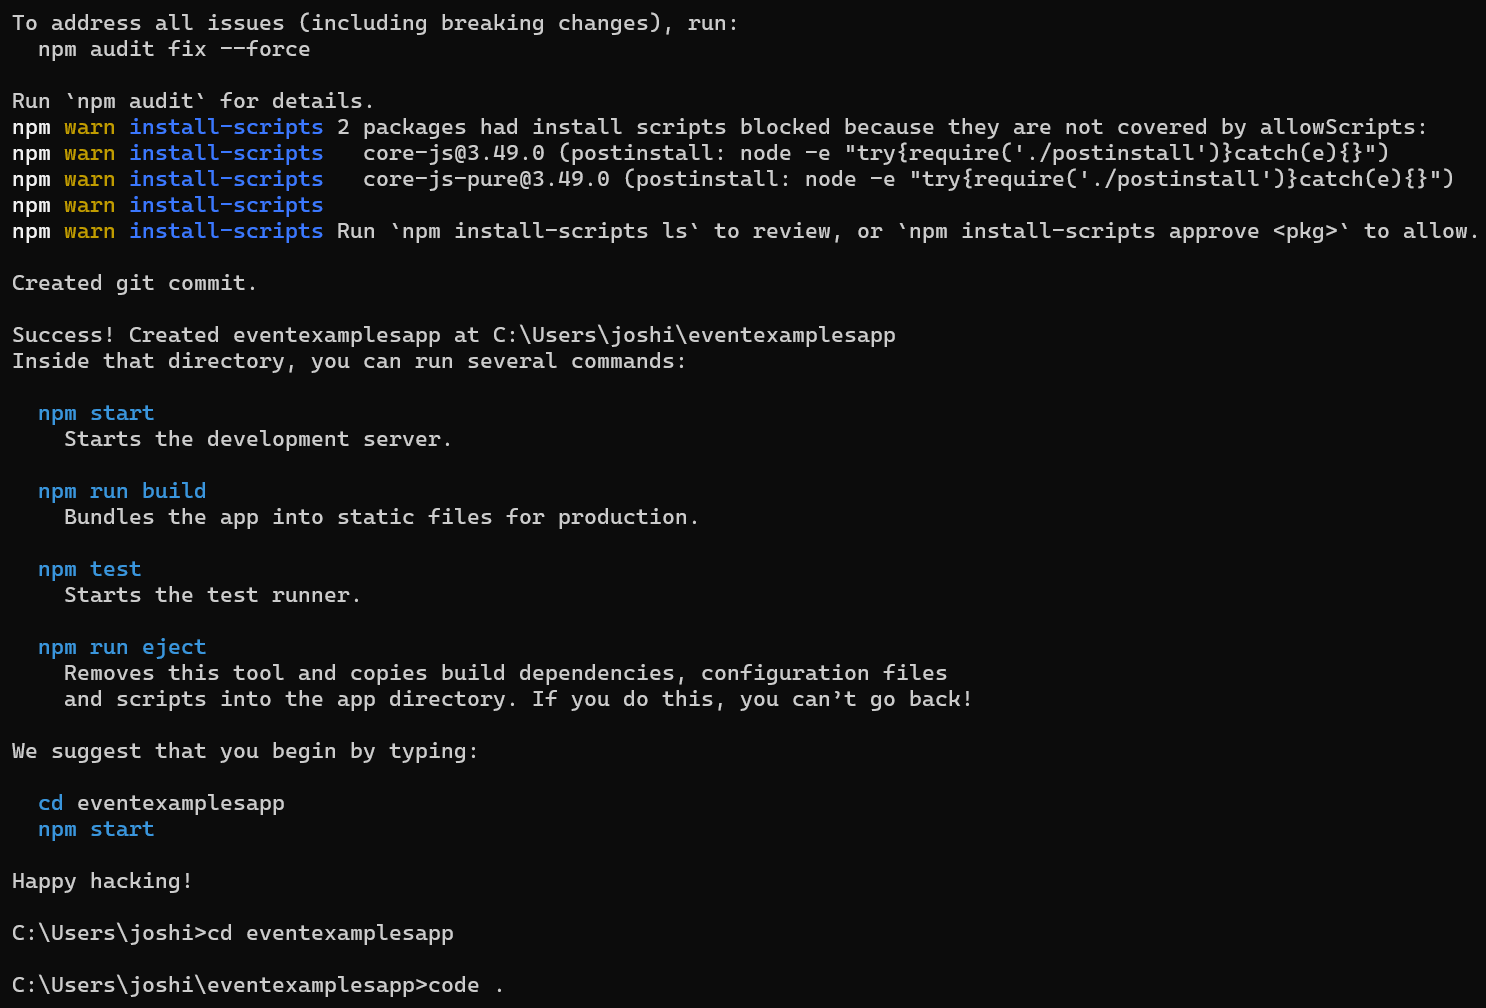 To address all issues (including breaking changes), run:
  npm audit fix --force

Run `npm audit` for details.
npm warn install-scripts 2 packages had install scripts blocked because they are not covered by allowScripts:
npm warn install-scripts   core-js@3.49.0 (postinstall: node -e "try{require('./postinstall')}catch(e){}")
npm warn install-scripts   core-js-pure@3.49.0 (postinstall: node -e "try{require('./postinstall')}catch(e){}")
npm warn install-scripts
npm warn install-scripts Run `npm install-scripts ls` to review, or `npm install-scripts approve <pkg>` to allow.

Created git commit.

Success! Created eventexamplesapp at C:\Users\joshi\eventexamplesapp
Inside that directory, you can run several commands:

  npm start
    Starts the development server.

  npm run build
    Bundles the app into static files for production.

  npm test
    Starts the test runner.

  npm run eject
    Removes this tool and copies build dependencies, configuration files
    and scripts into the app directory. If you do this, you can’t go back!

We suggest that you begin by typing:

  cd eventexamplesapp
  npm start

Happy hacking!

C:\Users\joshi>cd eventexamplesapp

C:\Users\joshi\eventexamplesapp>code .